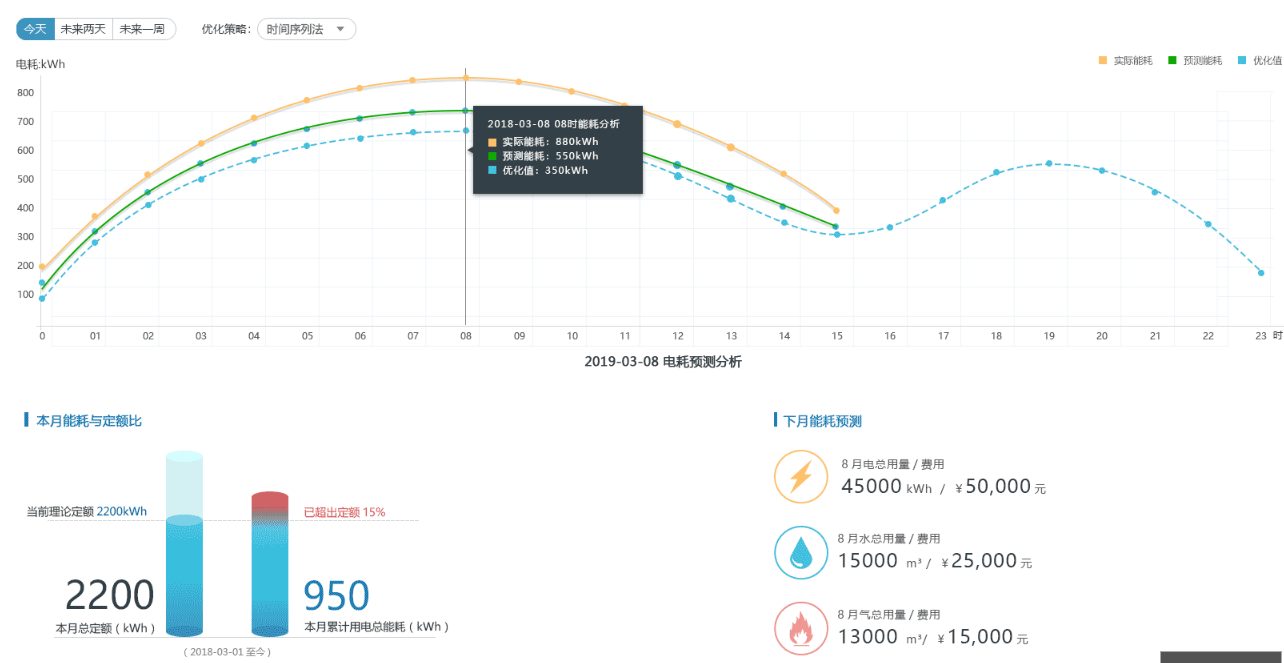 今天 未来两天 未来一周 优化策略： 时间序列法
电耗:kWh
实际能耗 预测能耗 优化值
800
700
600
500
400
300
200
100
2018-03-08 08时能耗分析
实际能耗：880kWh
预测能耗：550kWh
优化值：350kWh
0 01 02 03 04 05 06 07 08 09 10 11 12 13 14 15 16 17 18 19 20 21 22 23 时
2019-03-08 电耗预测分析
本月能耗与定额比
当前理论定额 2200kWh
已超出定额 15%
2200
本月总定额 ( kWh )
950
本月累计用电总能耗 ( kWh )
( 2018-03-01 至今 )
下月能耗预测
8 月电总用量 / 费用
45000 kWh / ¥ 50,000 元
8 月水总用量 / 费用
15000 m³ / ¥ 25,000 元
8 月气总用量 / 费用
13000 m³/ ¥ 15,000 元